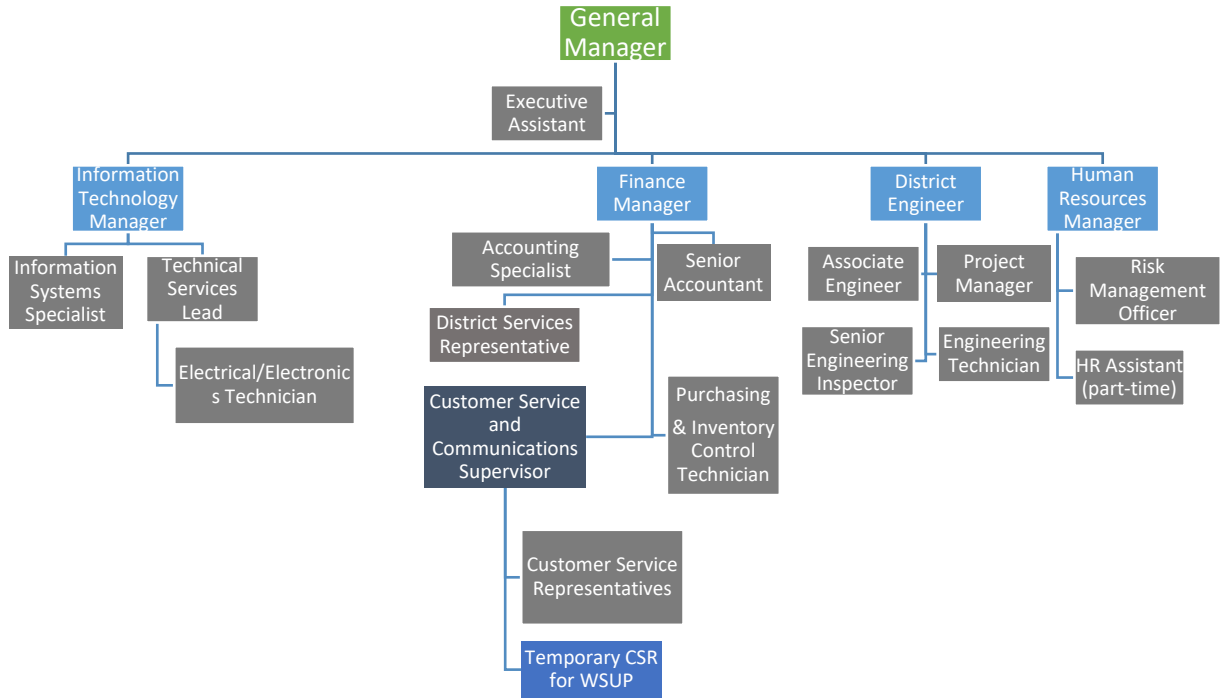 General
Manager
Executive
Assistant
Information
Technology
Manager
Finance
Manager
District
Engineer
Human
Resources
Manager
Information
Systems
Specialist
Technical
Services
Lead
Electrical/Electronic
s Technician
Accounting
Specialist
Senior
Accountant
District Services
Representative
Customer Service
and
Communications
Supervisor
Purchasing
& Inventory
Control
Technician
Customer Service
Representatives
Temporary CSR
for WSUP
Associate
Engineer
Project
Manager
Senior
Engineering
Inspector
Engineering
Technician
Risk
Management
Officer
HR Assistant
(part-time)